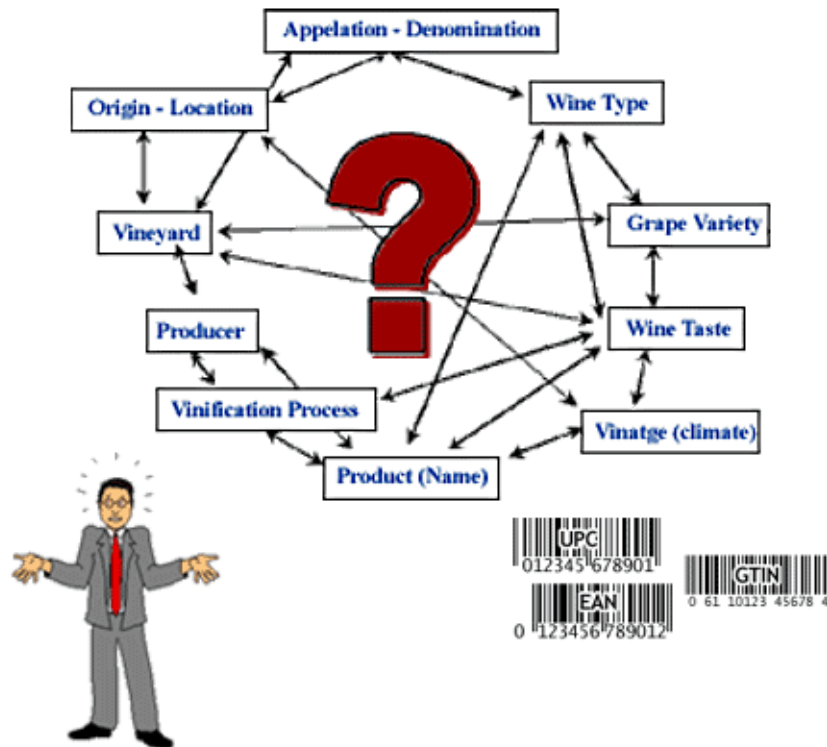 Appelation - Denomination
Origin - Location
Wine Type
Vineyard
Grape Variety
Producer
Wine Taste
Vinification Process
Vinatge (climate)
Product (Name)
?
UPC
012345 678901
GTIN
0 61 10123 45678 4
EAN
0 123456 789012